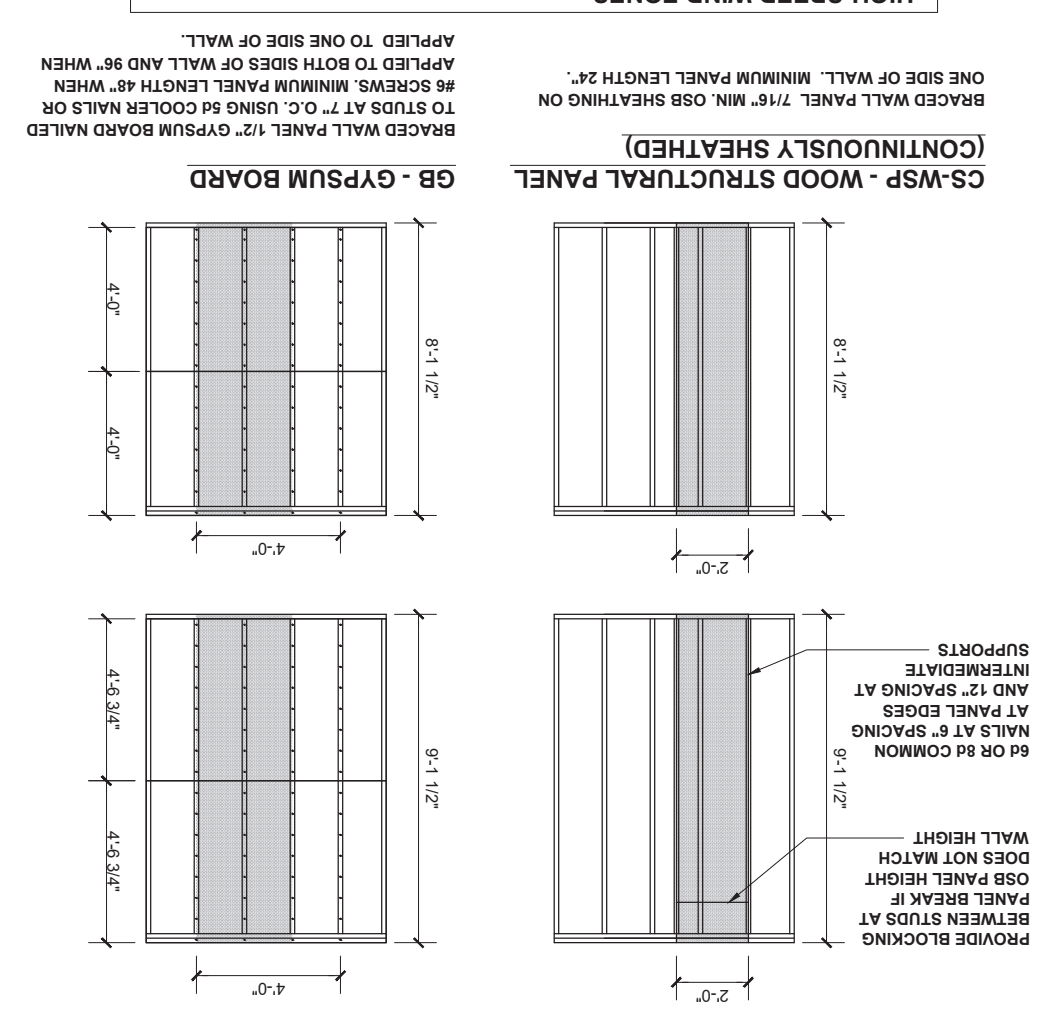 2'-0"
4'-0"
PROVIDE BLOCKING
BETWEEN STUDS AT
PANEL BREAK IF
OSB PANEL HEIGHT
DOES NOT MATCH
WALL HEIGHT
6d OR 8d COMMON
NAILS AT 6" SPACING
AT PANEL EDGES
AND 12" SPACING AT
INTERMEDIATE
SUPPORTS
9'-1 1/2"
9'-1 1/2"
4'-6 3/4"
4'-6 3/4"
2'-0"
4'-0"
8'-1 1/2"
8'-1 1/2"
4'-0"
4'-0"
CS-WSP - WOOD STRUCTURAL PANEL
(CONTINUOUSLY SHEATHED)
BRACED WALL PANEL 7/16" MIN. OSB SHEATHING ON
ONE SIDE OF WALL. MINIMUM PANEL LENGTH 24".
GB - GYPSUM BOARD
BRACED WALL PANEL 1/2" GYPSUM BOARD NAILED
TO STUDS AT 7" O.C. USING 5d COOLER NAILS OR
#6 SCREWS. MINIMUM PANEL LENGTH 48" WHEN
APPLIED TO BOTH SIDES OF WALL AND 96" WHEN
APPLIED TO ONE SIDE OF WALL.
HIGH SPEED WIND ZONES